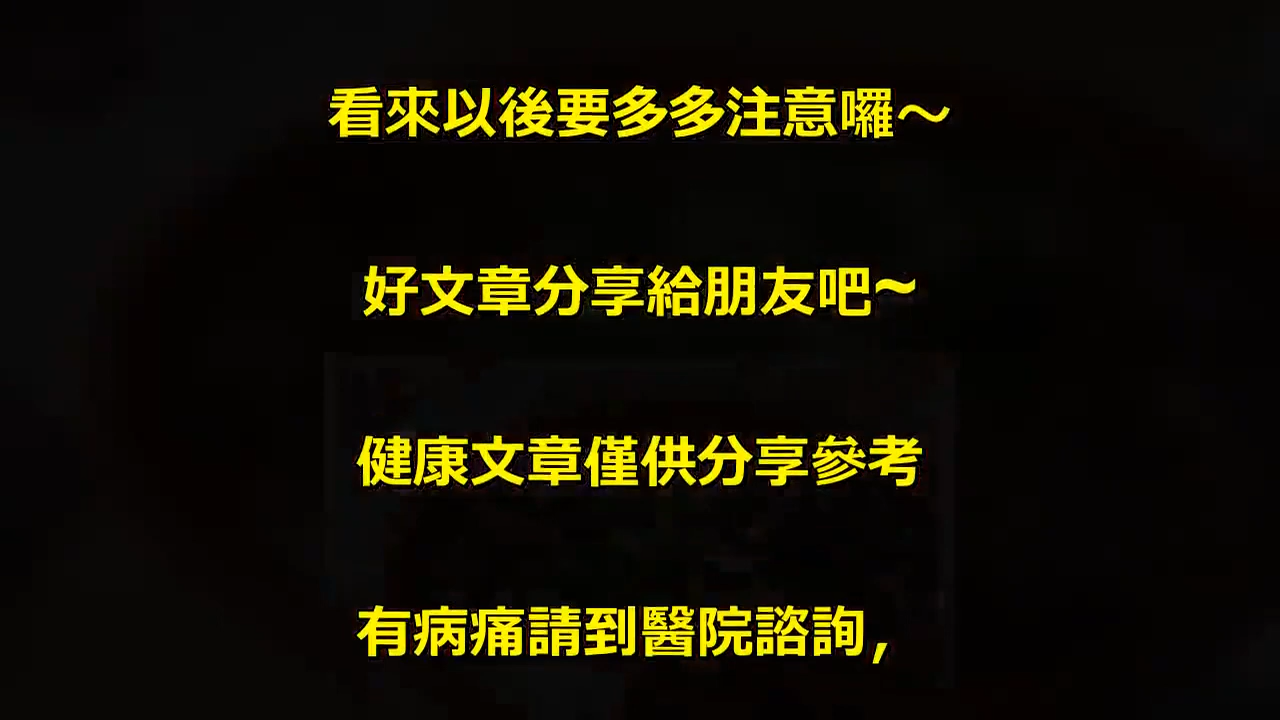 看來以後要多多注意囉～
好文章分享給朋友吧~
健康文章僅供分享參考
有病痛請到醫院諮詢，